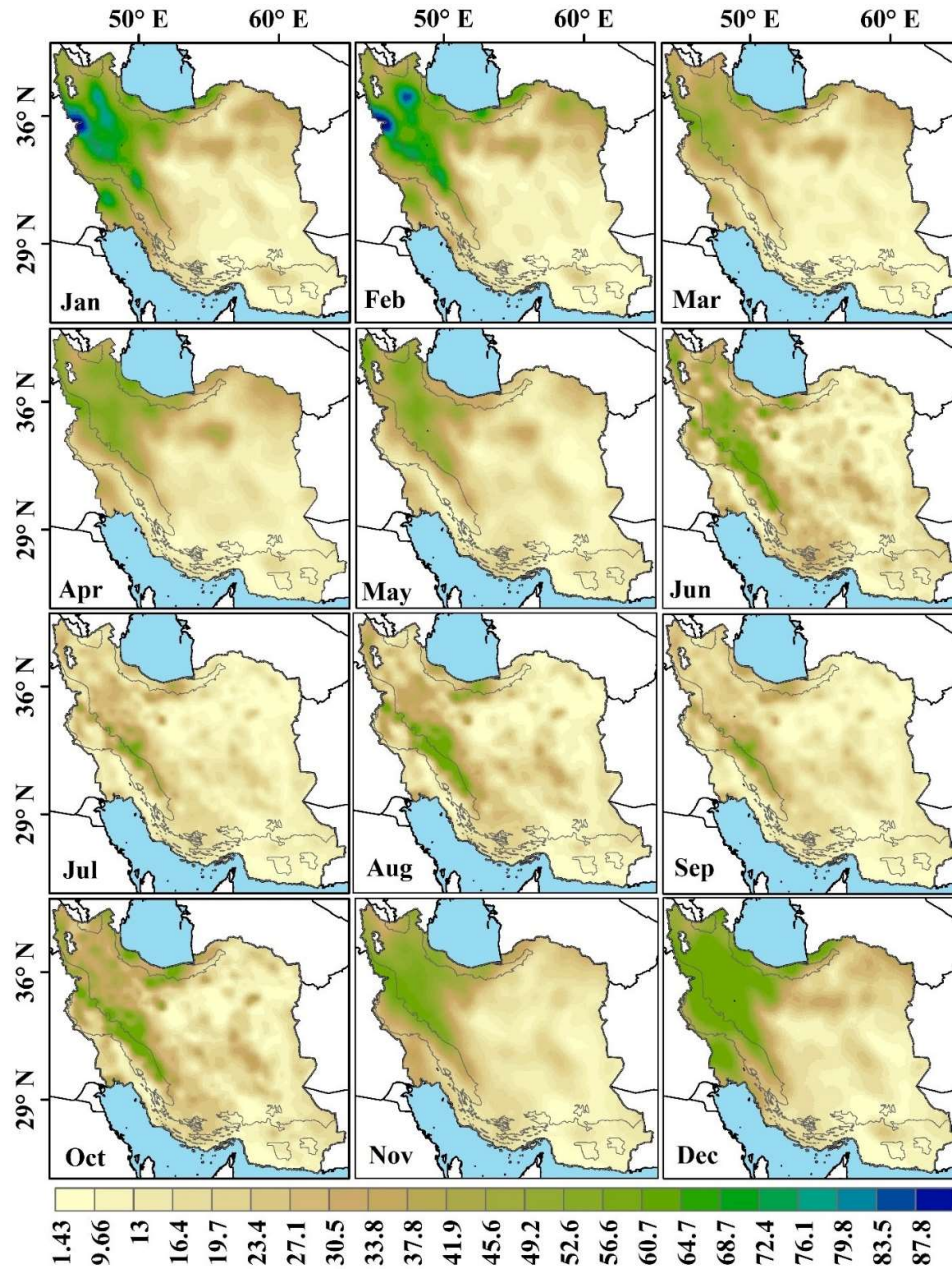 50° E 60° E 50° E 60° E 50° E 60° E
36° N
29° N
Jan Feb Mar
36° N
29° N
Apr May Jun
36° N
29° N
Jul Aug Sep
36° N
29° N
Oct Nov Dec
1.43 9.66 13 16.4 19.7 23.4 27.1 30.5 33.8 37.8 41.9 45.6 49.2 52.6 56.6 60.7 64.7 68.7 72.4 76.1 79.8 83.5 87.8